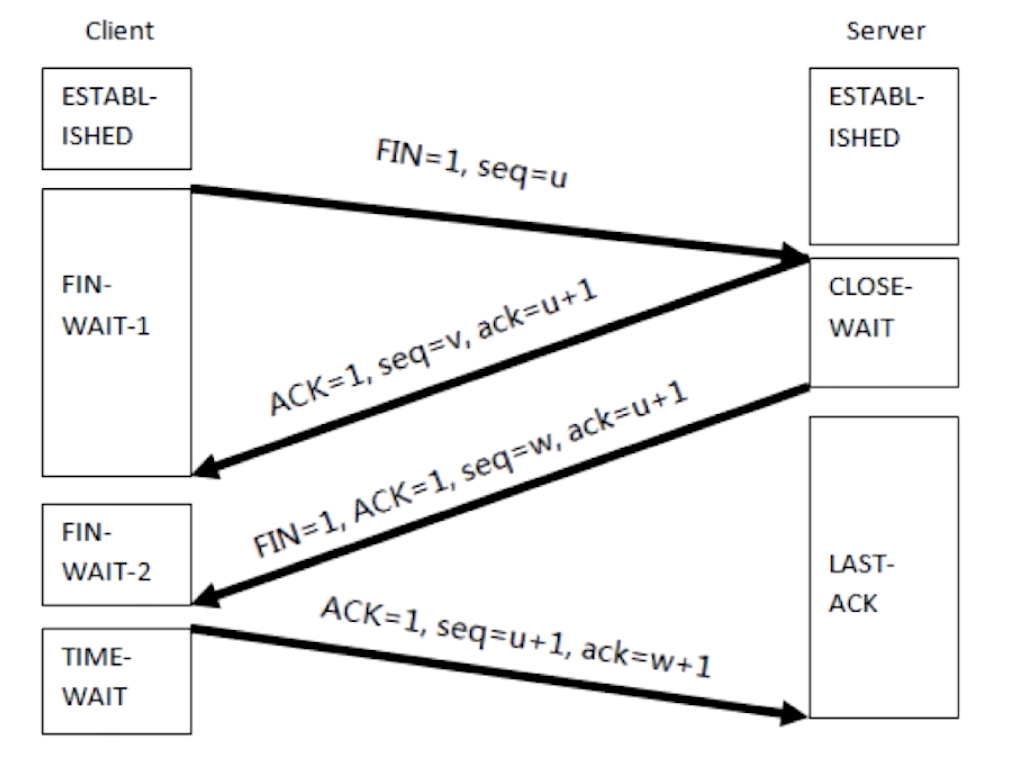 Client
Server
ESTABL-
ISHED
ESTABL-
ISHED
FIN=1, seq=u
FIN-
WAIT-1
CLOSE-
WAIT
ACK=1, seq=v, ack=u+1
FIN=1, ACK=1, seq=w, ack=u+1
FIN-
WAIT-2
LAST-
ACK
ACK=1, seq=u+1, ack=w+1
TIME-
WAIT